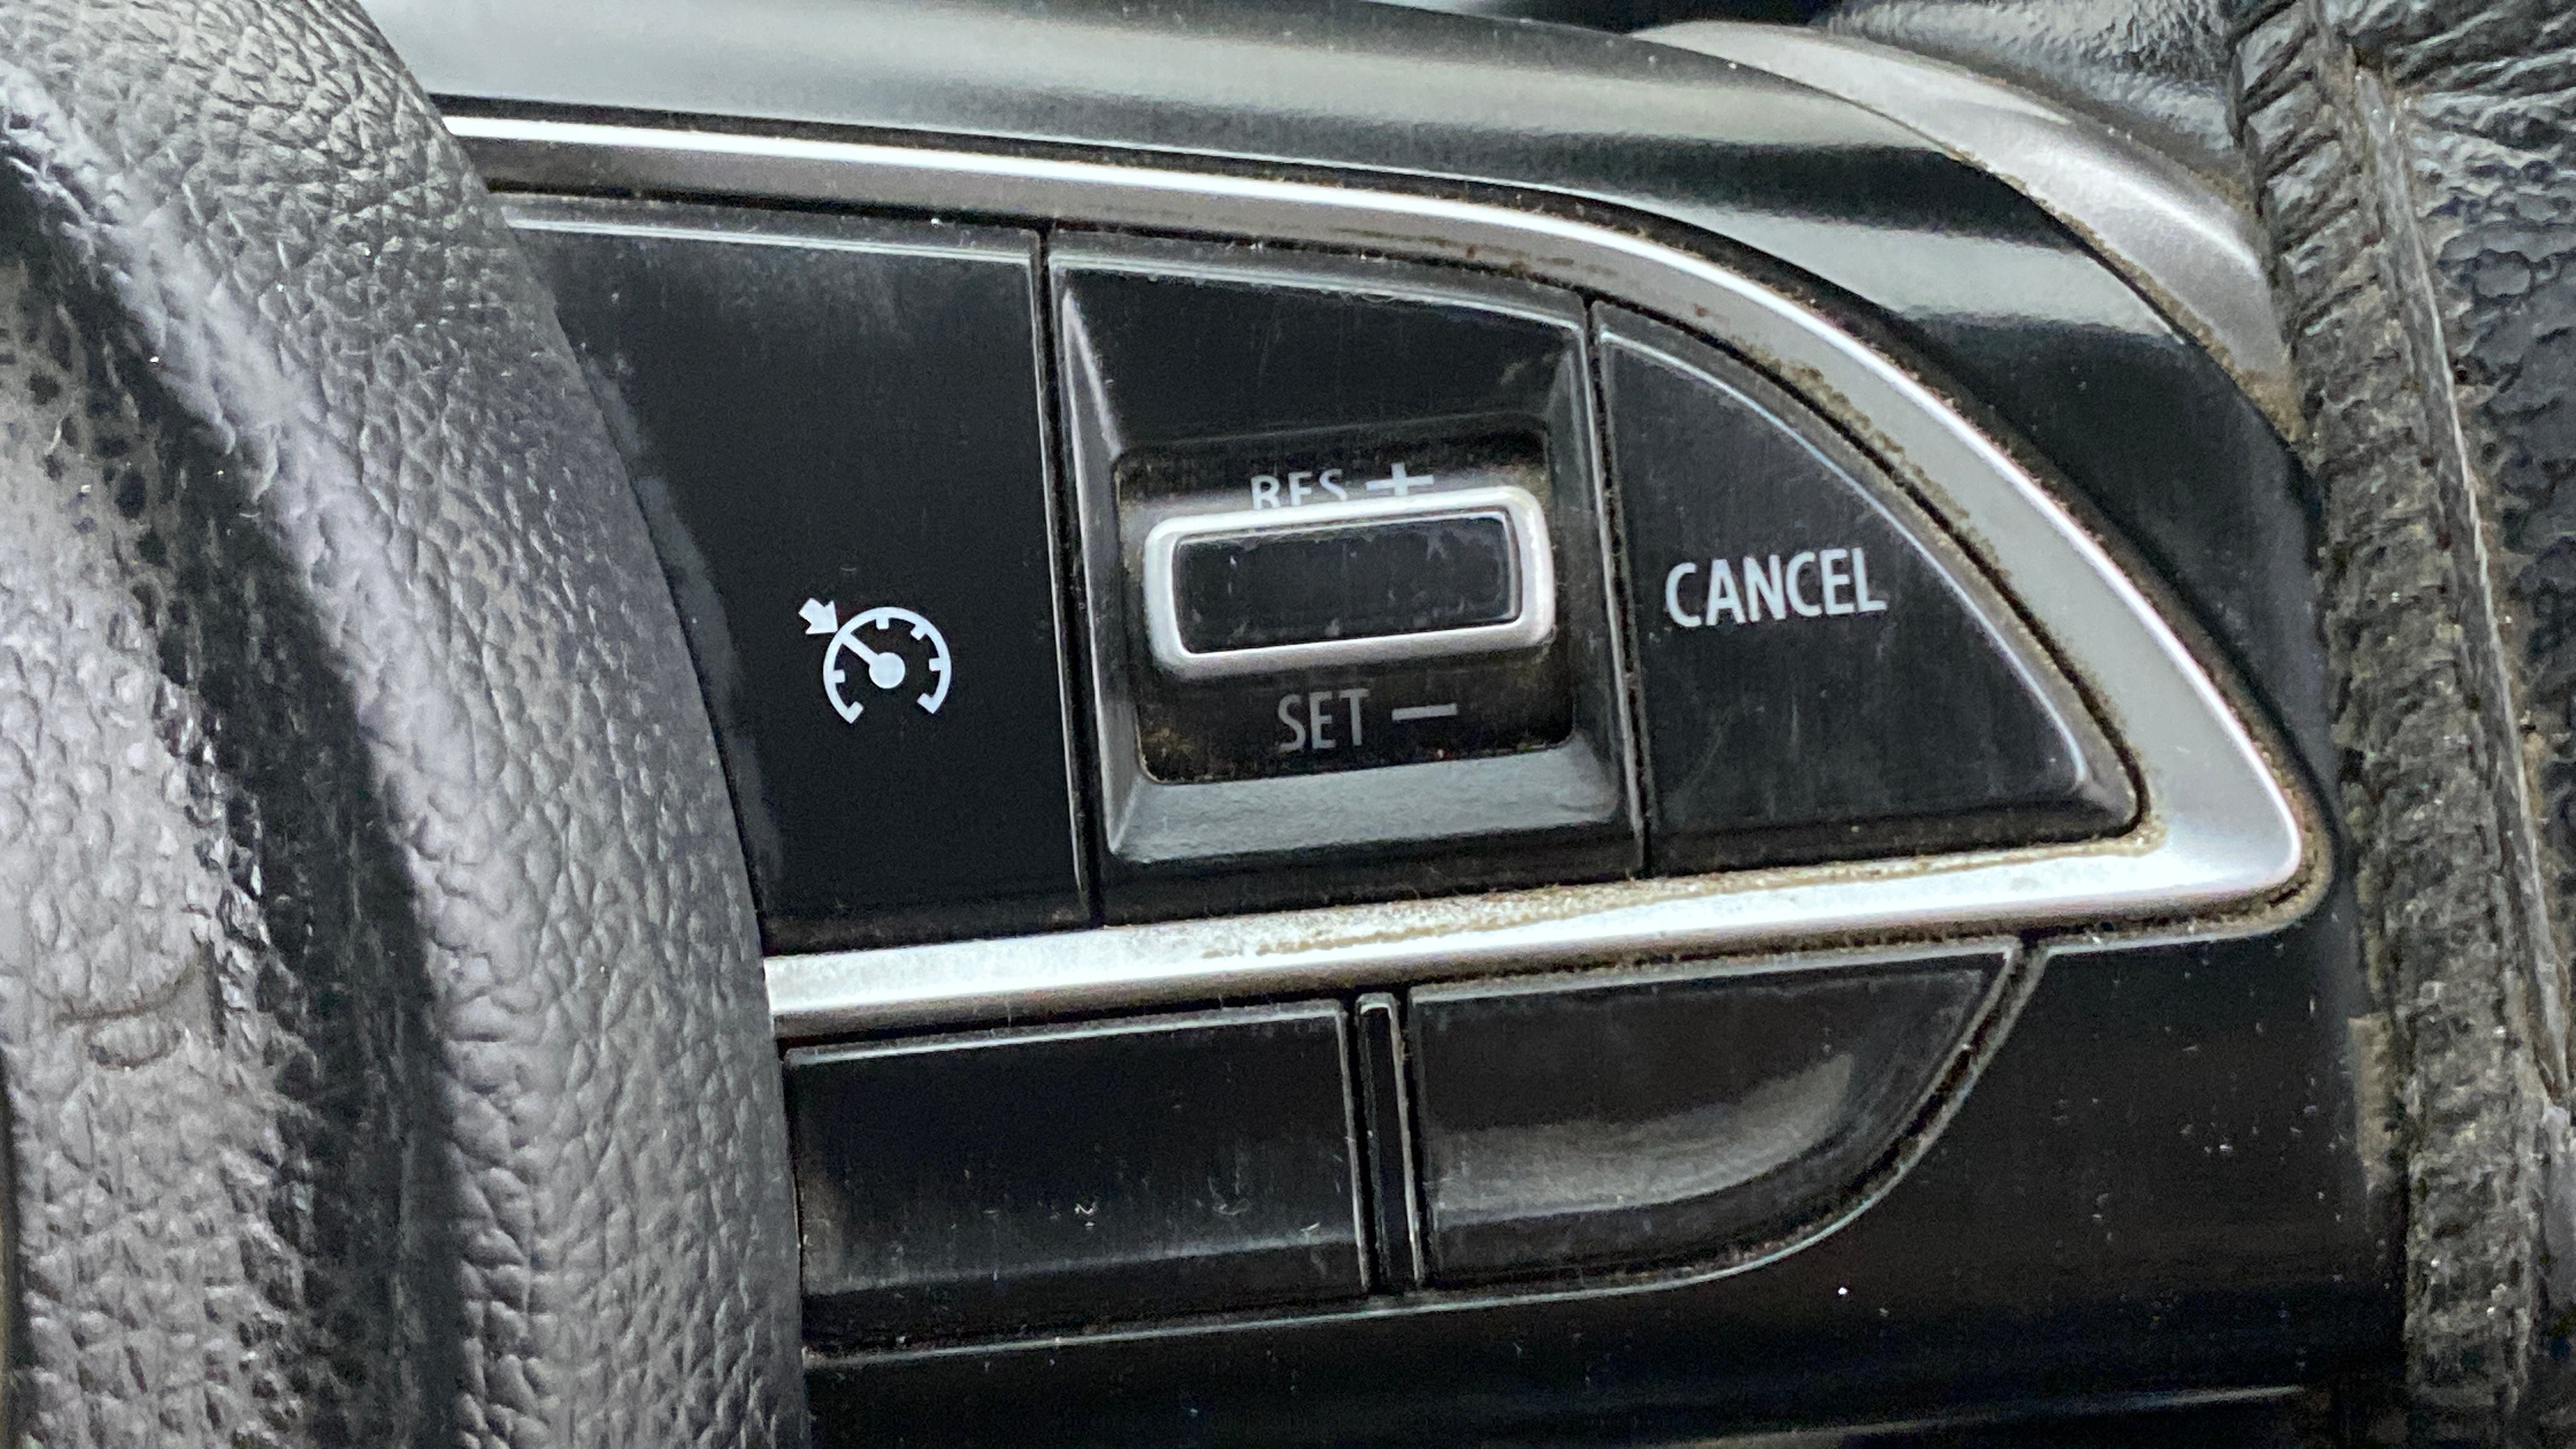 RES +
CANCEL
SET —